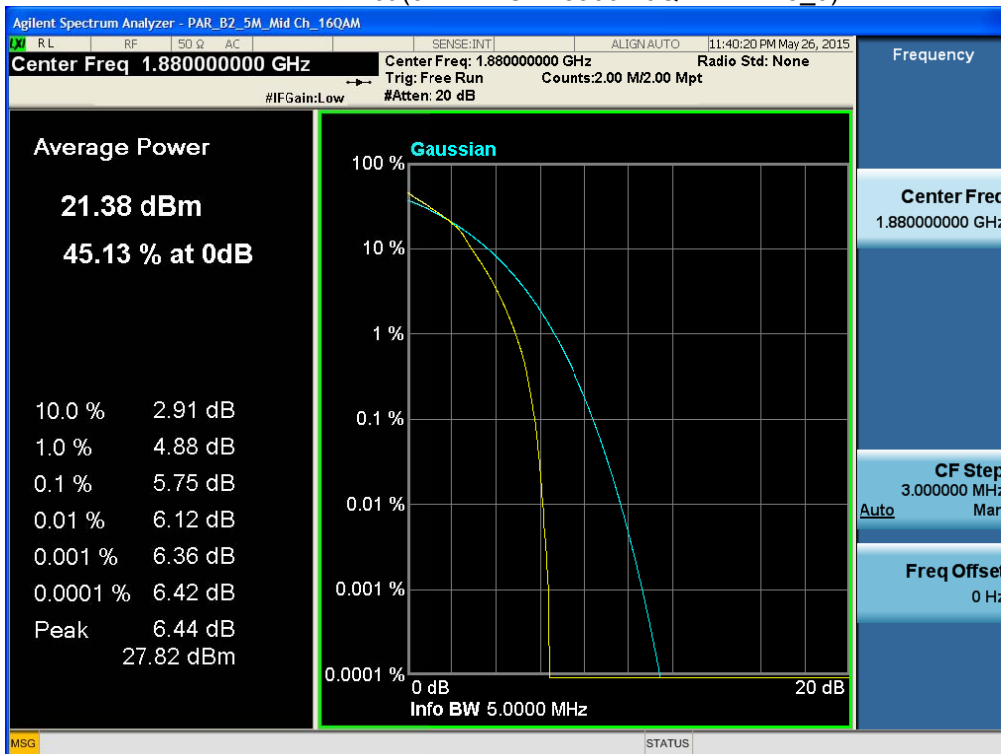 Agilent Spectrum Analyzer - PAR_B2_5M_Mid Ch_16QAM
LXI RL RF 50 Ω AC SENSE:INT ALIGN AUTO 11:40:20 PM May 26, 2015
Center Freq 1.880000000 GHz
Center Freq: 1.880000000 GHz Radio Std: None
Trig: Free Run Counts:2.00 M/2.00 Mpt
#IFGain:Low #Atten: 20 dB
Average Power
21.38 dBm
45.13 % at 0dB
10.0 % 2.91 dB
1.0 % 4.88 dB
0.1 % 5.75 dB
0.01 % 6.12 dB
0.001 % 6.36 dB
0.0001 % 6.42 dB
Peak 6.44 dB
27.82 dBm
Gaussian
100 %
10 %
1 %
0.1 %
0.01 %
0.001 %
0.0001 %
0 dB 20 dB
Info BW 5.0000 MHz
Frequency
Center Freq
1.880000000 GHz
CF Step
3.000000 MHz
Auto Man
Freq Offset
0 Hz
MSG STATUS